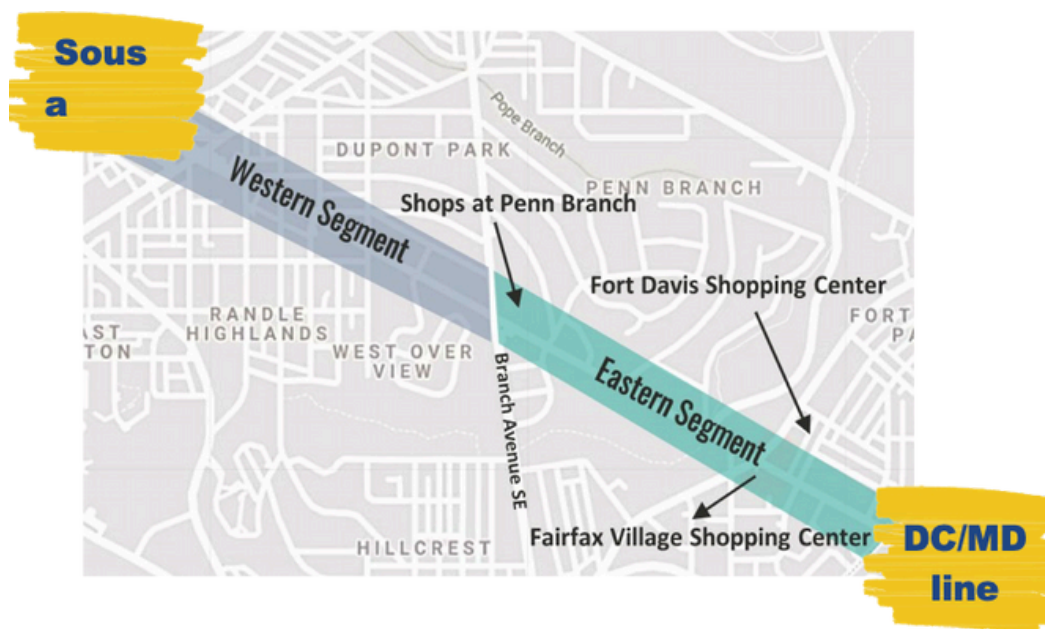 Sous
a
Pope Branch
DUPONT PARK
Western Segment
PENN BRANCH
Shops at Penn Branch
Fort Davis Shopping Center
RANDLE
HIGHLANDS
FORT
AST
TON
WEST OVER
VIEW
Branch Avenue SE
Eastern Segment
HILLCREST
Fairfax Village Shopping Center
DC/MD
line